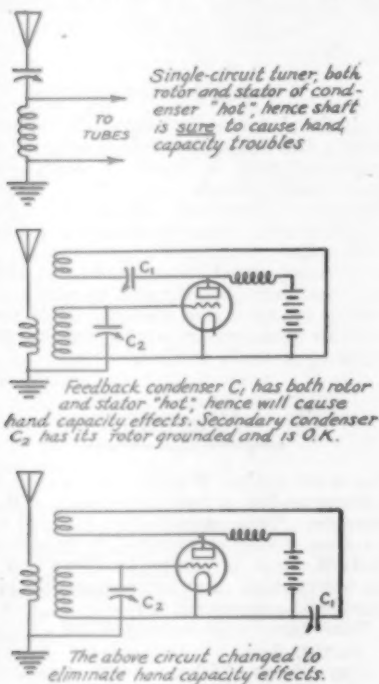 Single-circuit tuner, both
rotor and stator of cond-
enser "hot", hence shaft
is sure to cause hand,
capacity troubles
TO
TUBES
C1
C2
Feedback condenser C1 has both rotor
and stator "hot", hence will cause
hand capacity effects. Secondary condenser
C2 has its rotor grounded and is O.K.
C2
C1
The above circuit changed to
eliminate hand capacity effects.